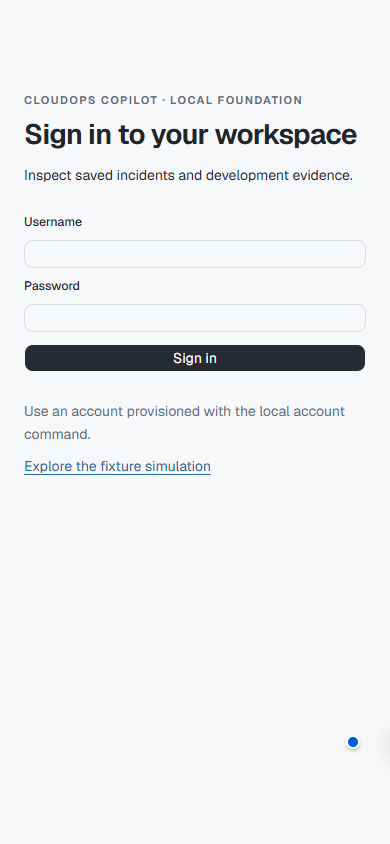 CLOUDOPS COPILOT · LOCAL FOUNDATION
Sign in to your workspace
Inspect saved incidents and development evidence.
Username
Password
Sign in
Use an account provisioned with the local account
command.
Explore the fixture simulation